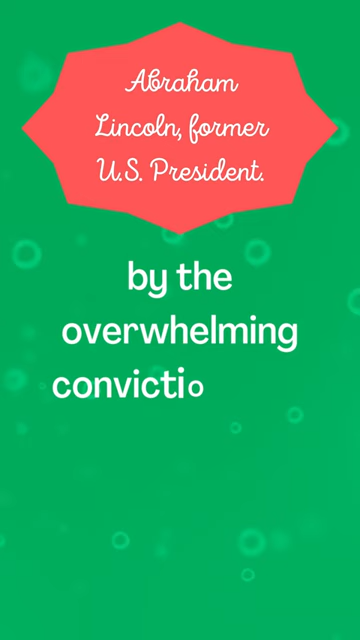 Abraham
Lincoln, former
U.S. President.
by the
overwhelming
convictio